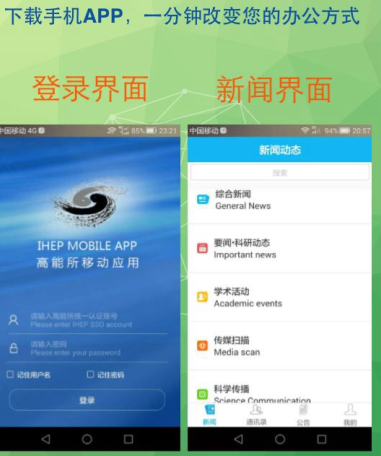 下载手机APP，一分钟改变您的办公方式
登录界面
新闻界面
中国移动 4G 85% 23:21
IHEP MOBILE APP
高能所移动应用
请输入高能所统一认证账号
Please enter IHEP SSO account
请输入密码
Please enter your password
记住用户名 记住密码
登录
中国移动 94% 20:57
新闻动态
搜索
综合新闻
General News
要闻·科研动态
Important news
学术活动
Academic events
传媒扫描
Media scan
科学传播
Science Communication
新闻 通讯录 公告 我的